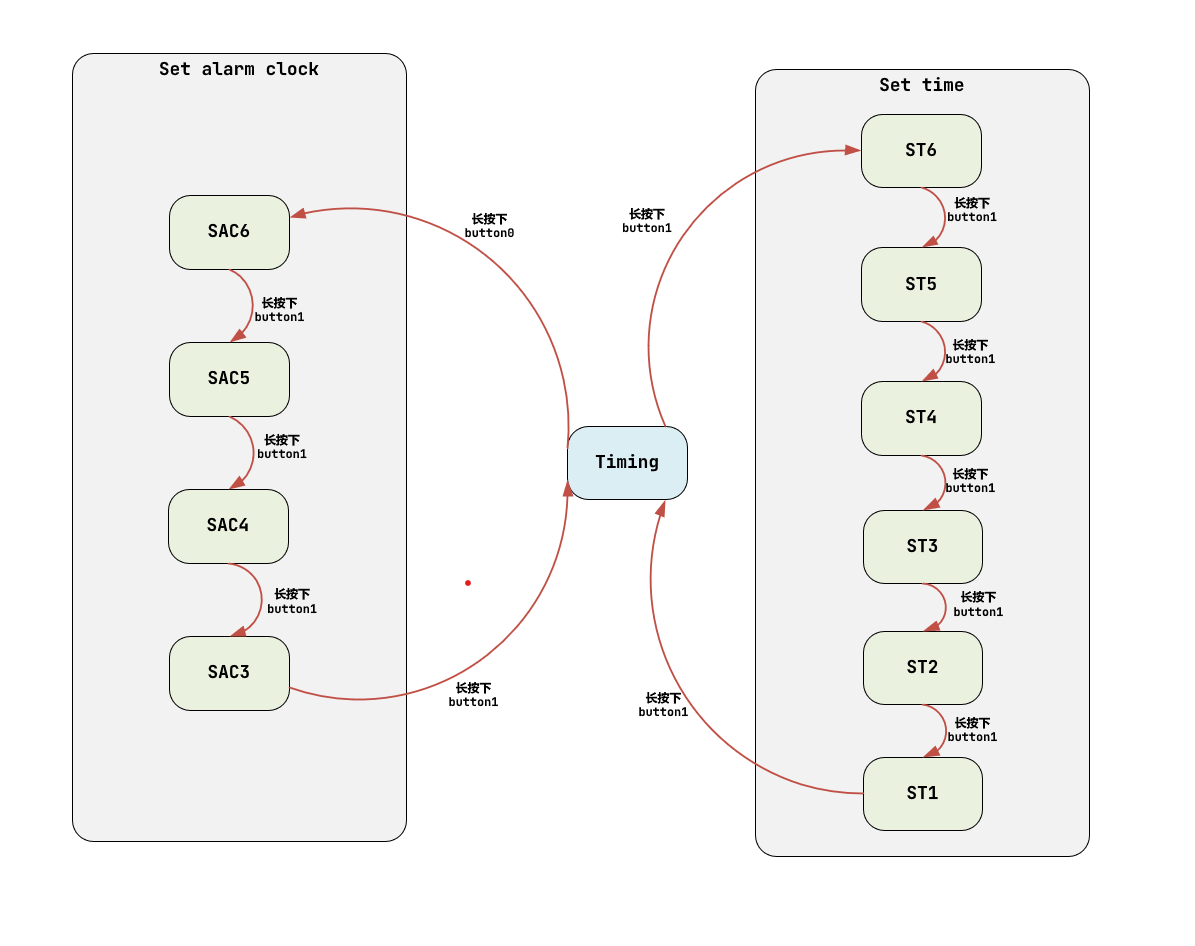 Set alarm clock
SAC6
长按下
button1
SAC5
长按下
button1
SAC4
长按下
button1
SAC3
长按下
button0
长按下
button1
Timing
长按下
button1
长按下
button1
Set time
ST6
长按下
button1
ST5
长按下
button1
ST4
长按下
button1
ST3
长按下
button1
ST2
长按下
button1
ST1